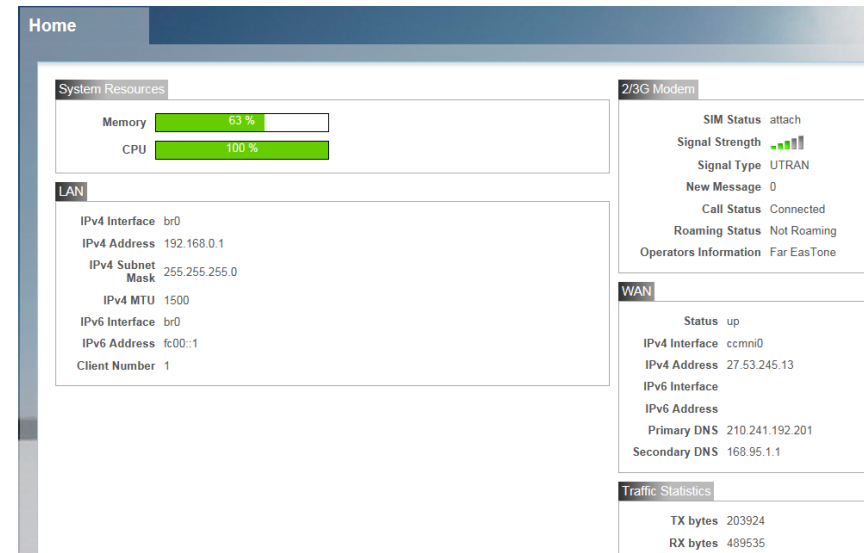 Home
System Resources
Memory 63 %
CPU 100 %
LAN
IPv4 Interface br0
IPv4 Address 192.168.0.1
IPv4 Subnet
Mask 255.255.255.0
IPv4 MTU 1500
IPv6 Interface br0
IPv6 Address fc00::1
Client Number 1
2/3G Modem
SIM Status attach
Signal Strength
Signal Type UTRAN
New Message 0
Call Status Connected
Roaming Status Not Roaming
Operators Information Far EasTone
WAN
Status up
IPv4 Interface ccmni0
IPv4 Address 27.53.245.13
IPv6 Interface
IPv6 Address
Primary DNS 210.241.192.201
Secondary DNS 168.95.1.1
Traffic Statistics
TX bytes 203924
RX bytes 489535